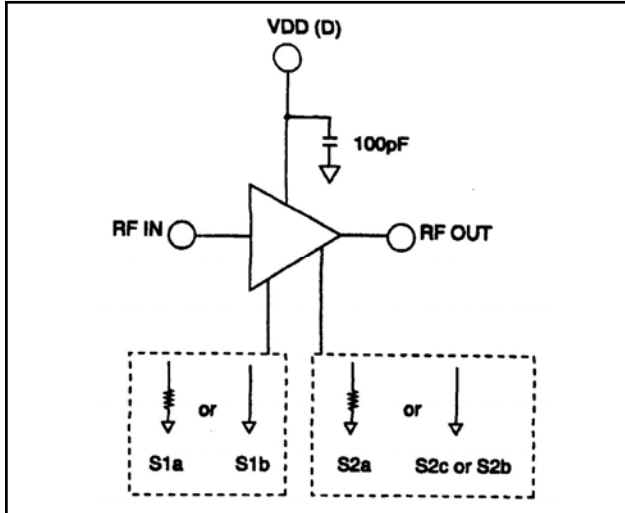 VDD (D)
100pF
RF IN
RF OUT
or
or
S1a
S1b
S2a
S2c or S2b